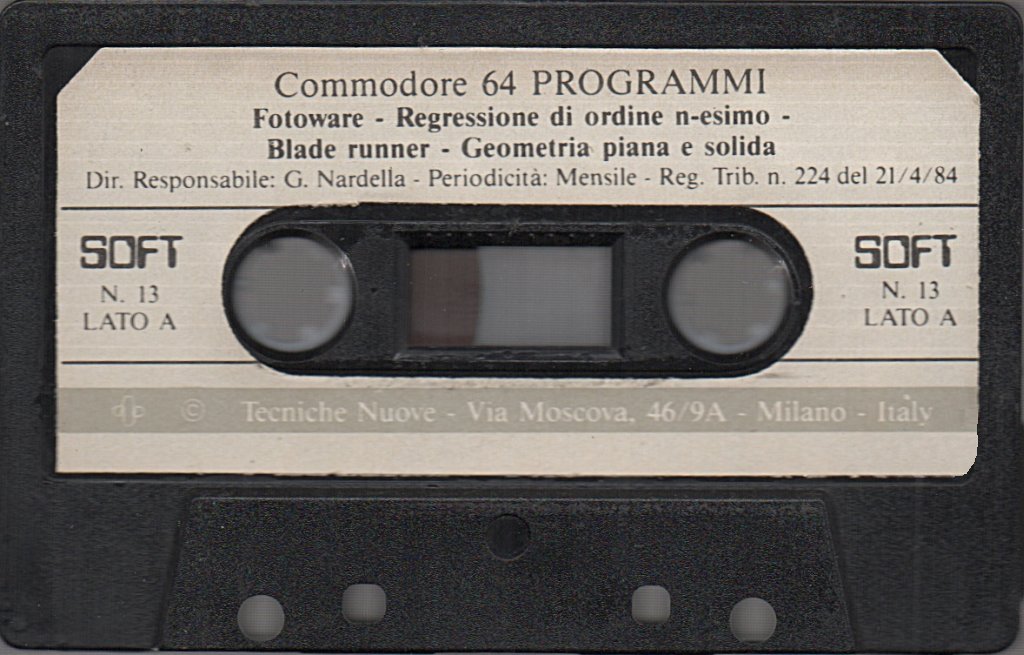 Commodore 64 PROGRAMMI
Fotoware - Regressione di ordine n-esimo -
Blade runner - Geometria piana e solida
Dir. Responsabile: G. Nardella - Periodicità: Mensile - Reg. Trib. n. 224 del 21/4/84
SOFT
N. 13
LATO A
SOFT
N. 13
LATO A
© Tecniche Nuove - Via Moscova, 46/9A - Milano - Italy